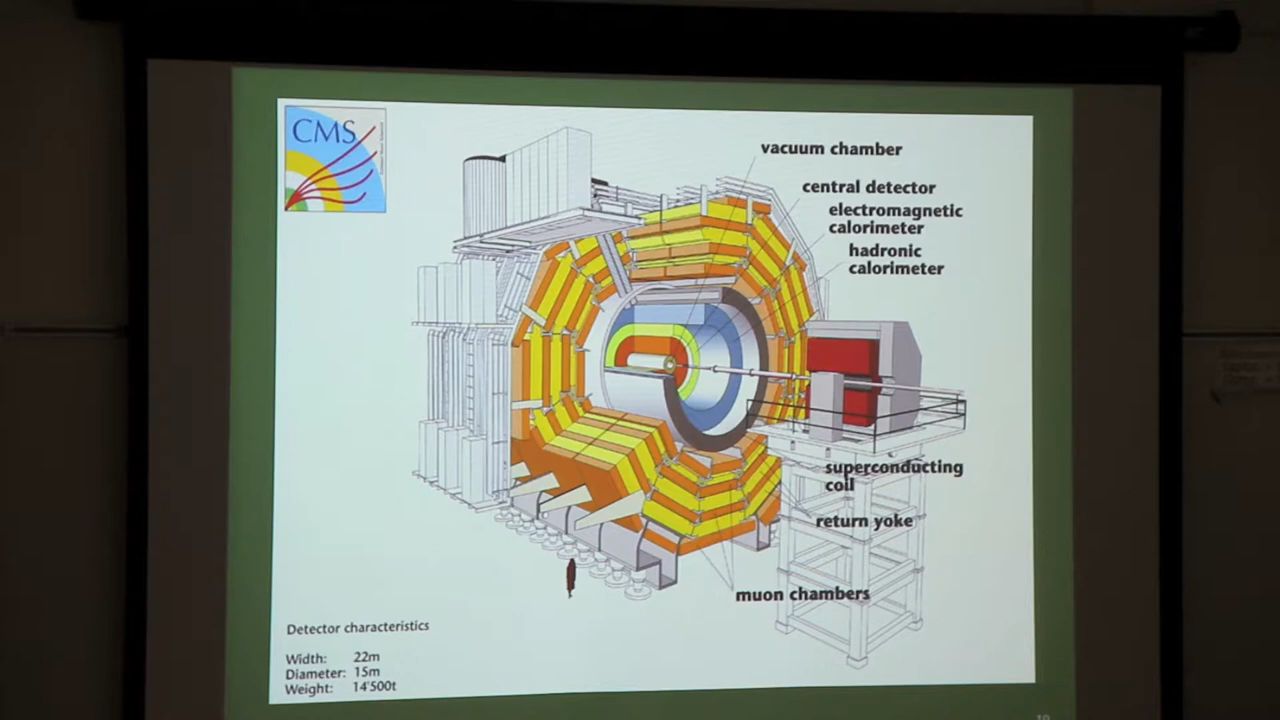 CMS
vacuum chamber
central detector
electromagnetic
calorimeter
hadronic
calorimeter
superconducting
coil
return yoke
muon chambers
Detector characteristics
Width: 22m
Diameter: 15m
Weight: 14'500t